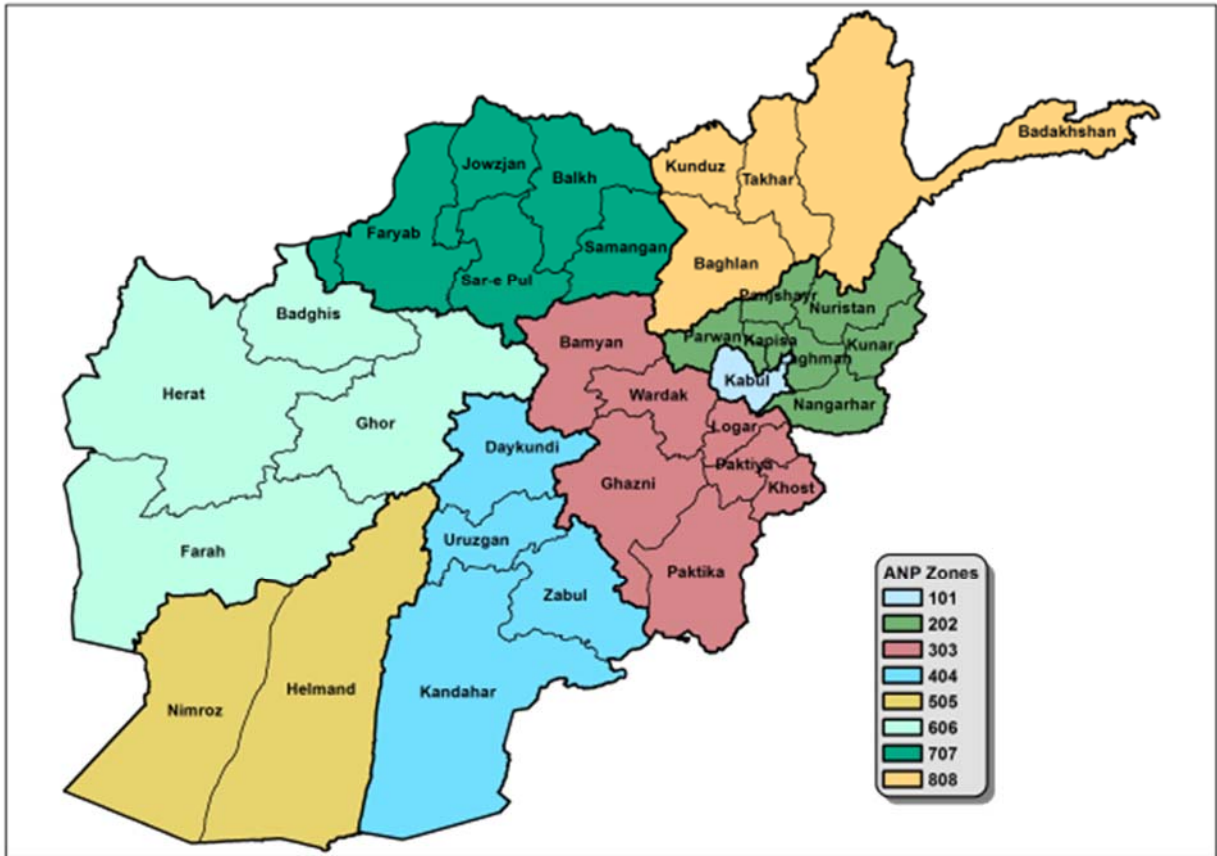 Badakhshan
Kunduz
Takhar
Jowzjan
Balkh
Faryab
Samangan
Baghlan
Sar-e Pul
Panjshayr
Nuristan
Badghis
Parwan
Kapisa
Kunar
Bamyan
aghman
Kabul
Herat
Wardak
Nangarhar
Ghor
Logar
Daykundi
Paktiya
Ghazni
Khost
Uruzgan
Farah
Paktika
Zabul
Helmand
Kandahar
Nimroz
ANP Zones
101
202
303
404
505
606
707
808